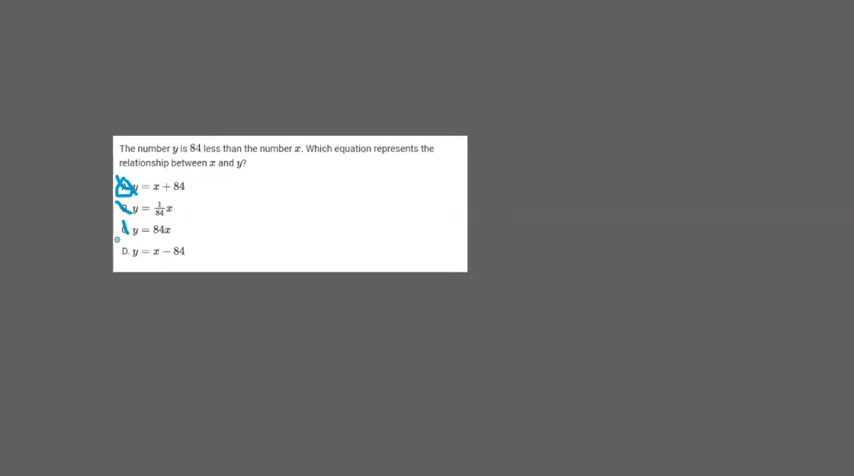 The number y is 84 less than the number x. Which equation represents the
relationship between x and y?
y = x + 84
y = 1/84 x
y = 84x
D. y = x − 84